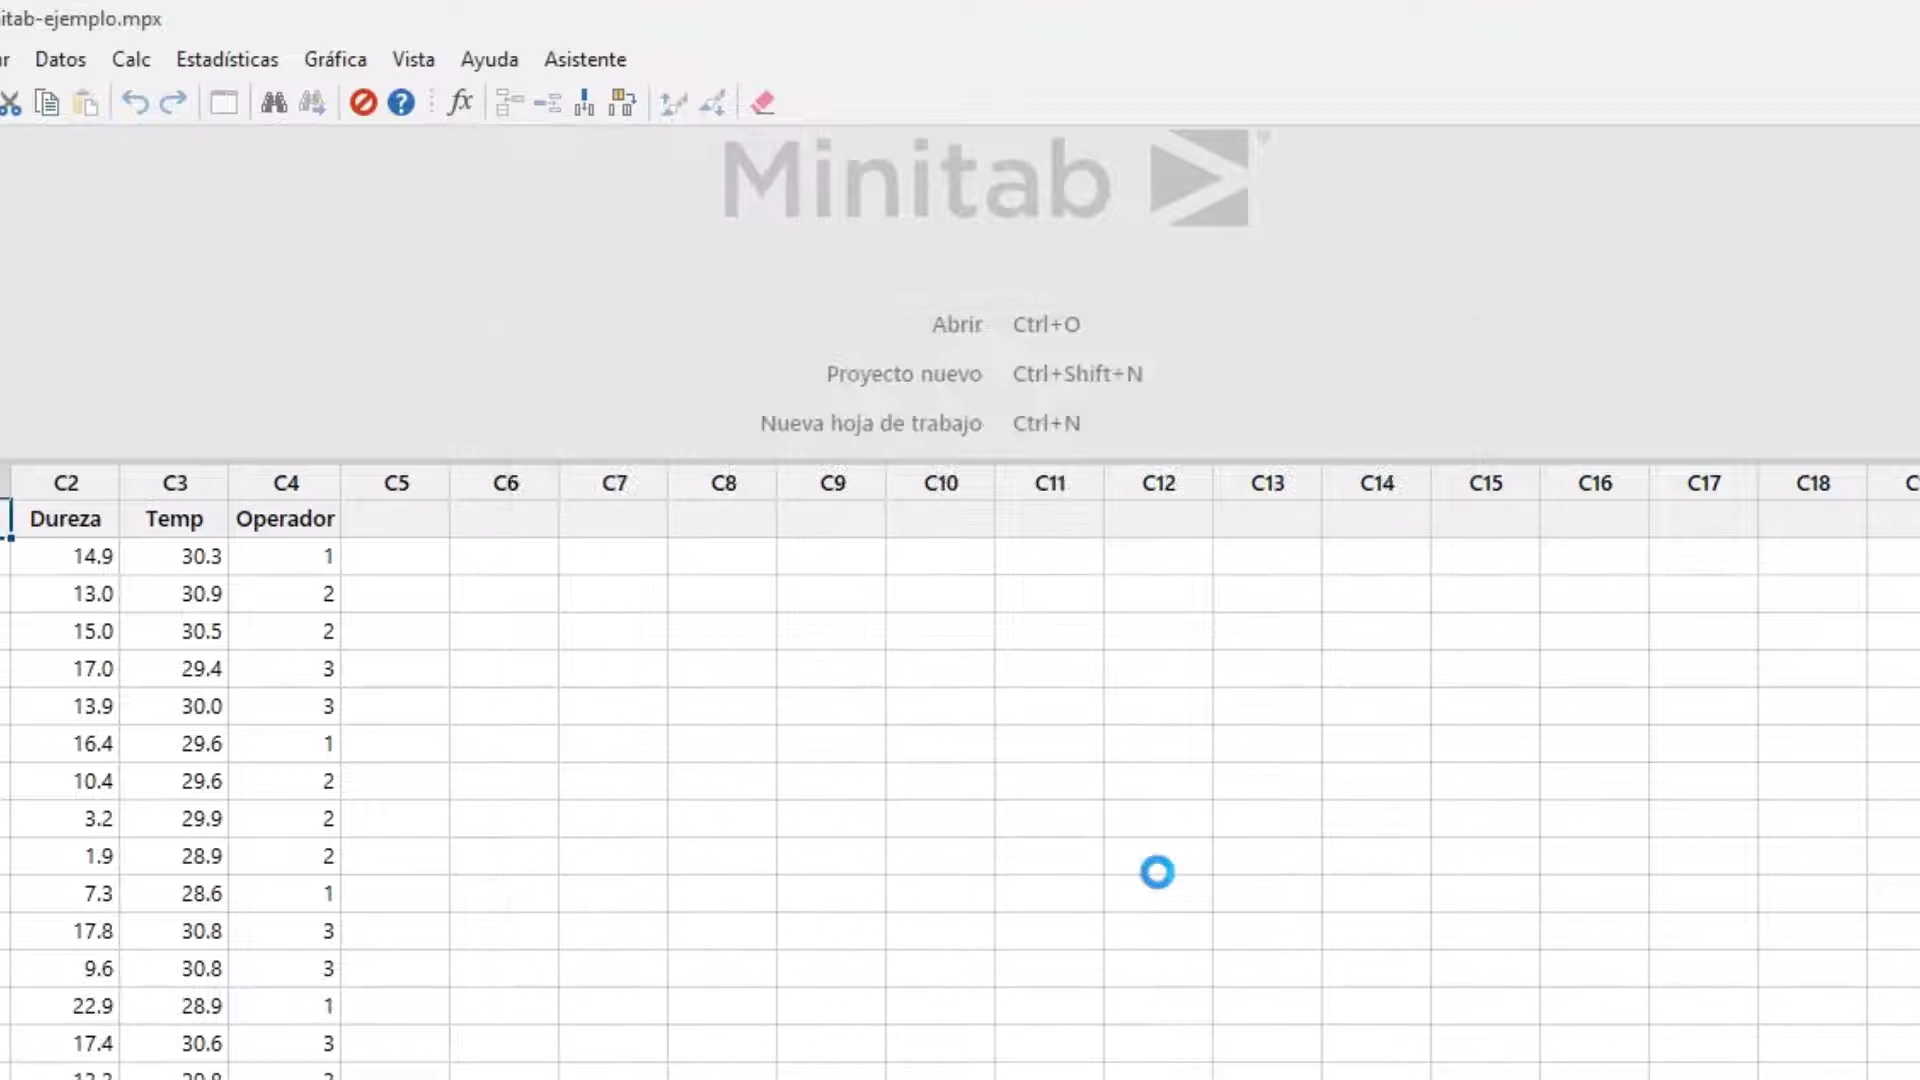 itab-ejemplo.mpx
r Datos Calc Estadísticas Gráfica Vista Ayuda Asistente
fx
Minitab
Abrir Ctrl+O
Proyecto nuevo Ctrl+Shift+N
Nueva hoja de trabajo Ctrl+N
C2 C3 C4 C5 C6 C7 C8 C9 C10 C11 C12 C13 C14 C15 C16 C17 C18 C
Dureza Temp Operador
14.9 30.3 1
13.0 30.9 2
15.0 30.5 2
17.0 29.4 3
13.9 30.0 3
16.4 29.6 1
10.4 29.6 2
3.2 29.9 2
1.9 28.9 2
7.3 28.6 1
17.8 30.8 3
9.6 30.8 3
22.9 28.9 1
17.4 30.6 3